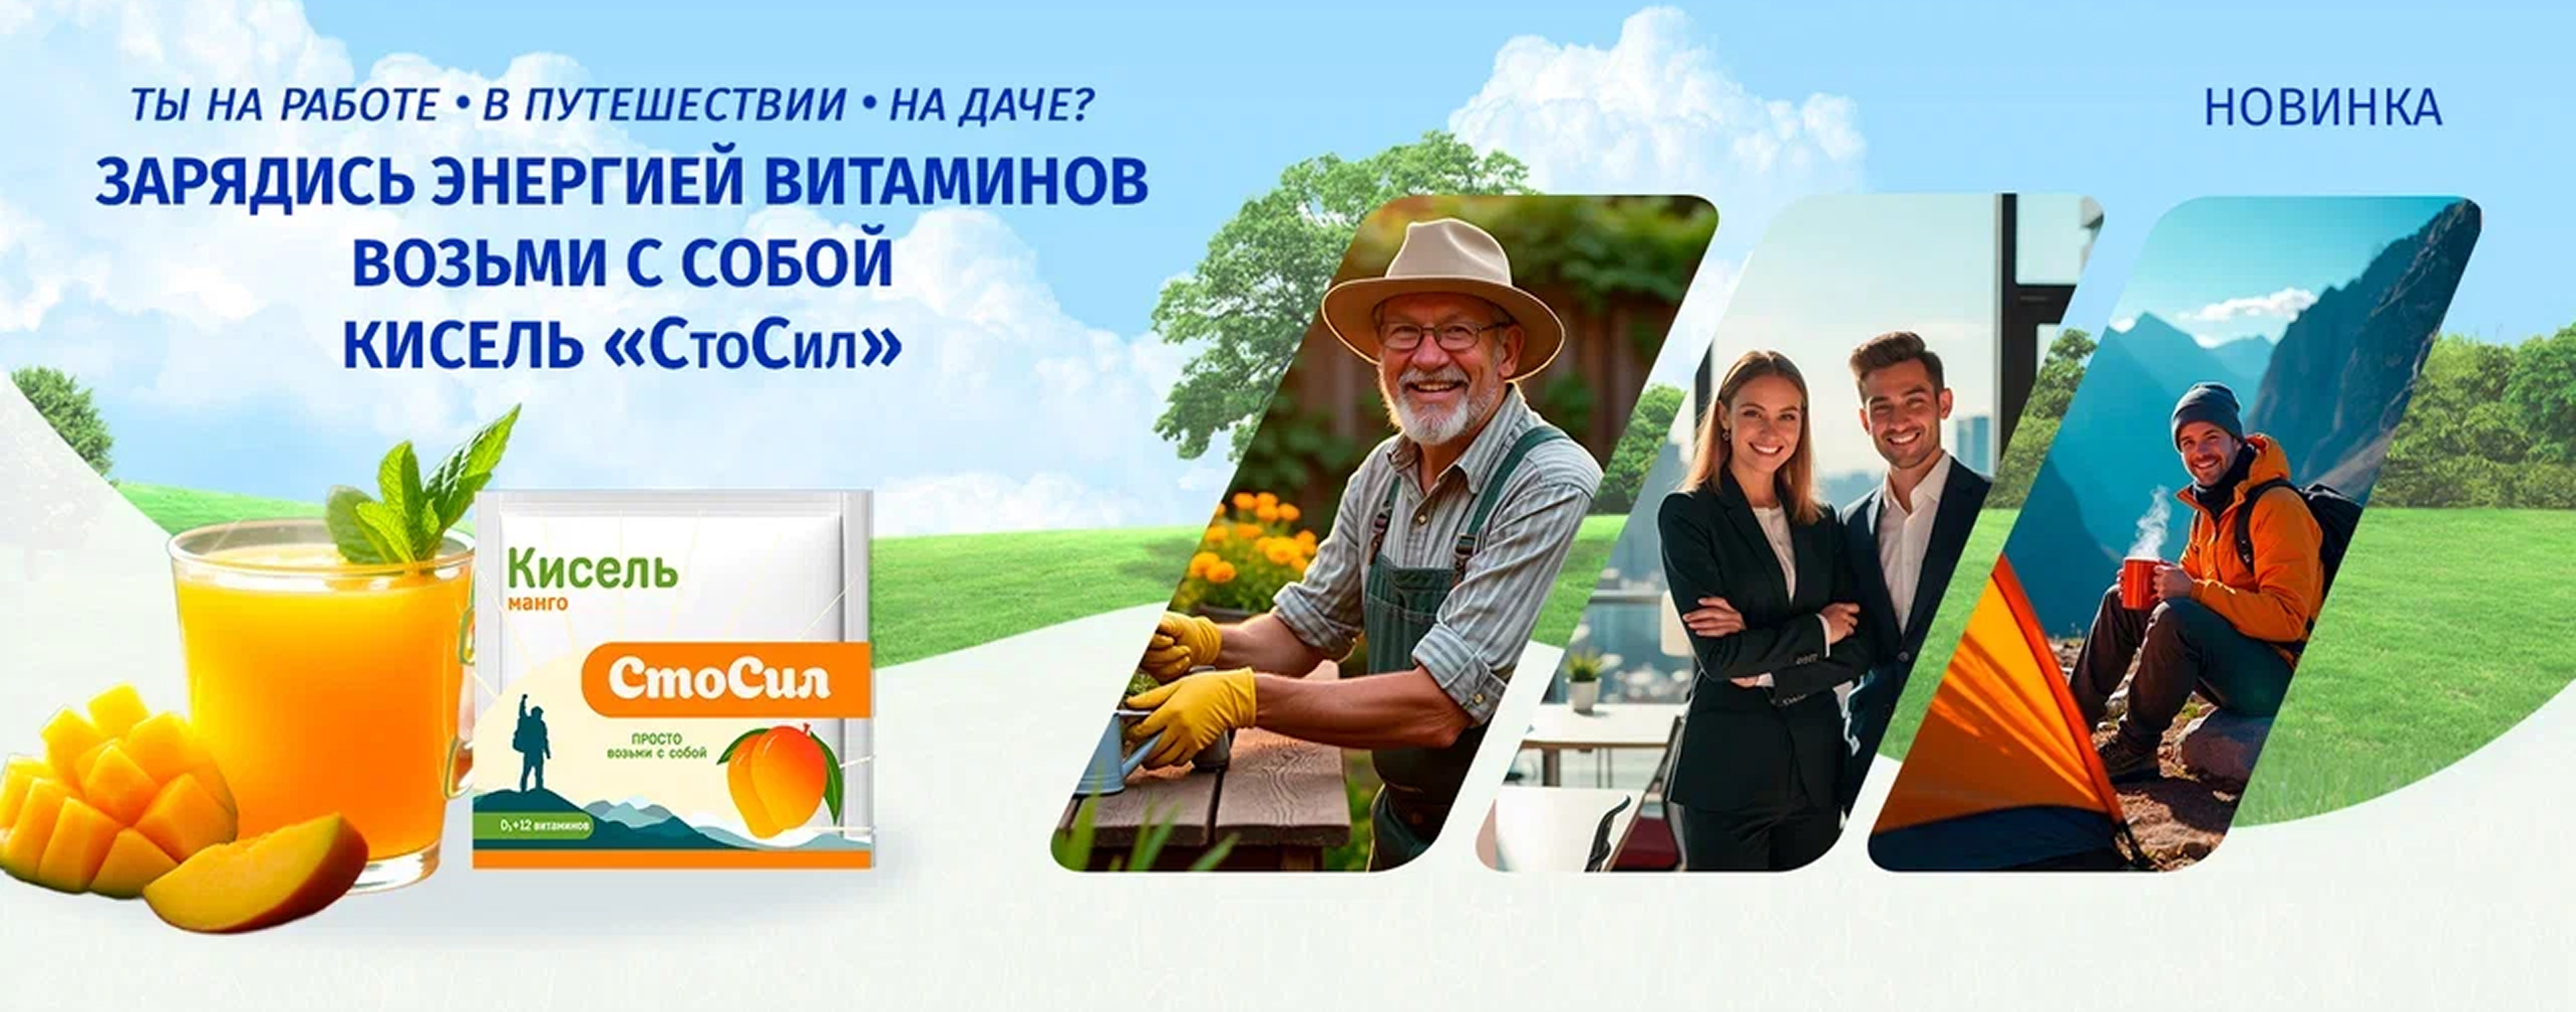 ТЫ НА РАБОТЕ • В ПУТЕШЕСТВИИ • НА ДАЧЕ?
ЗАРЯДИСЬ ЭНЕРГИЕЙ ВИТАМИНОВ
ВОЗЬМИ С СОБОЙ
КИСЕЛЬ «СтоСил»
НОВИНКА
Кисель
манго
СтоСил
ПРОСТО
возьми с собой
D₃+12 витаминов